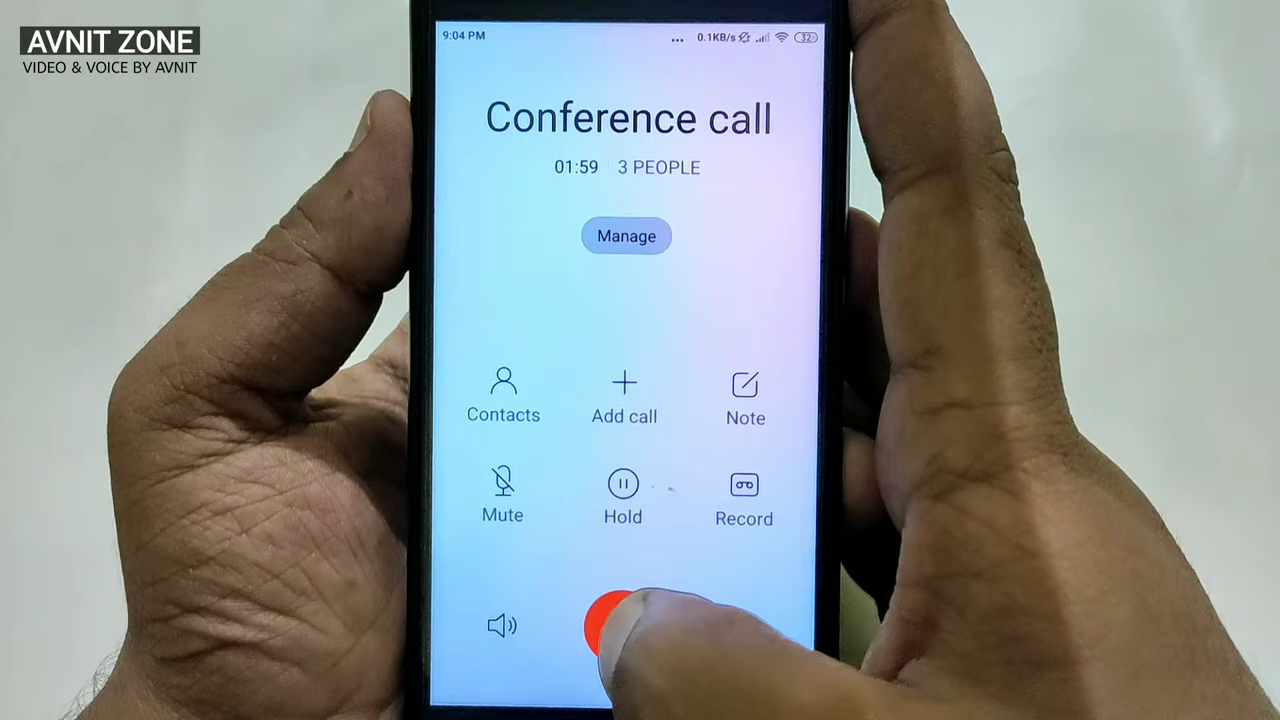 AVNIT ZONE
VIDEO & VOICE BY AVNIT
9:04 PM ... 0.1KB/s 32
Conference call
01:59 3 PEOPLE
Manage
Contacts Add call Note
Mute Hold Record